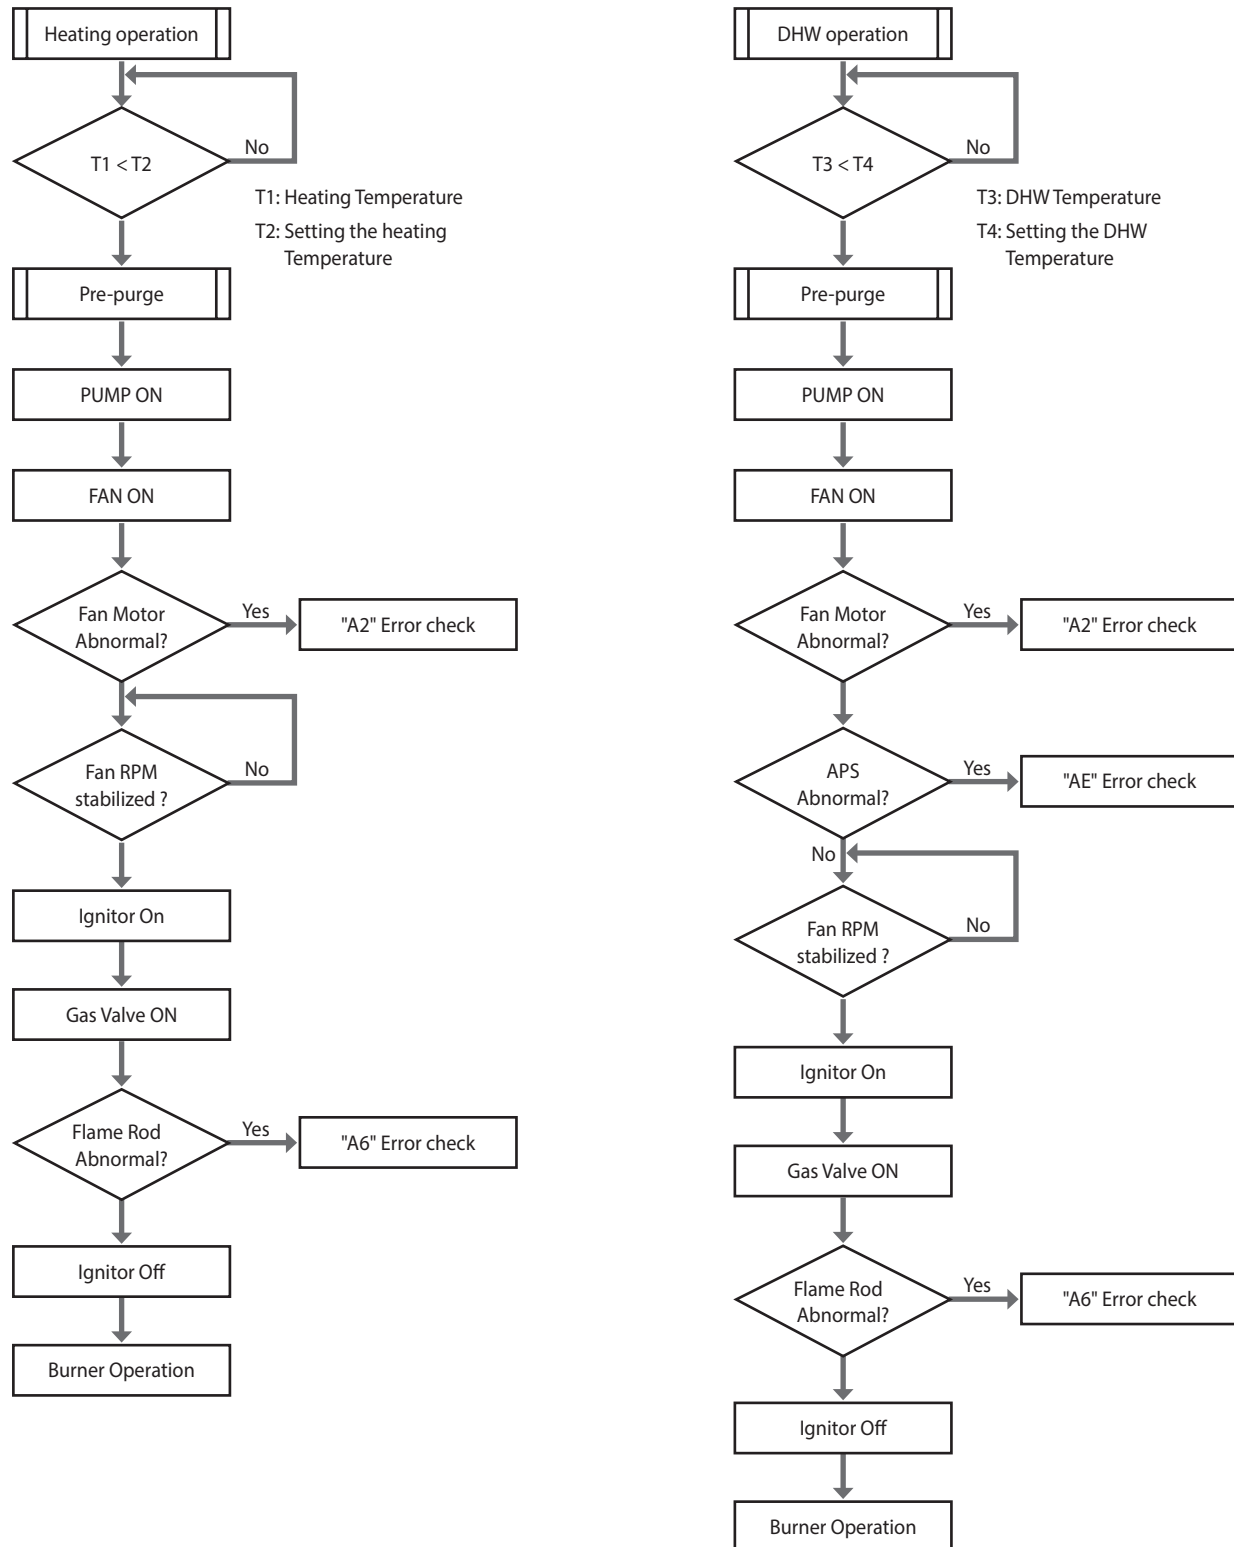 Heating operation
No
T1 < T2
T1: Heating Temperature
T2: Setting the heating
Temperature
Pre-purge
PUMP ON
FAN ON
Fan Motor
Abnormal?
Yes
"A2" Error check
Fan RPM
stabilized ?
No
Ignitor On
Gas Valve ON
Flame Rod
Abnormal?
Yes
"A6" Error check
Ignitor Off
Burner Operation
DHW operation
No
T3 < T4
T3: DHW Temperature
T4: Setting the DHW
Temperature
Pre-purge
PUMP ON
FAN ON
Fan Motor
Abnormal?
Yes
"A2" Error check
APS
Abnormal?
Yes
"AE" Error check
No
Fan RPM
stabilized ?
No
Ignitor On
Gas Valve ON
Flame Rod
Abnormal?
Yes
"A6" Error check
Ignitor Off
Burner Operation